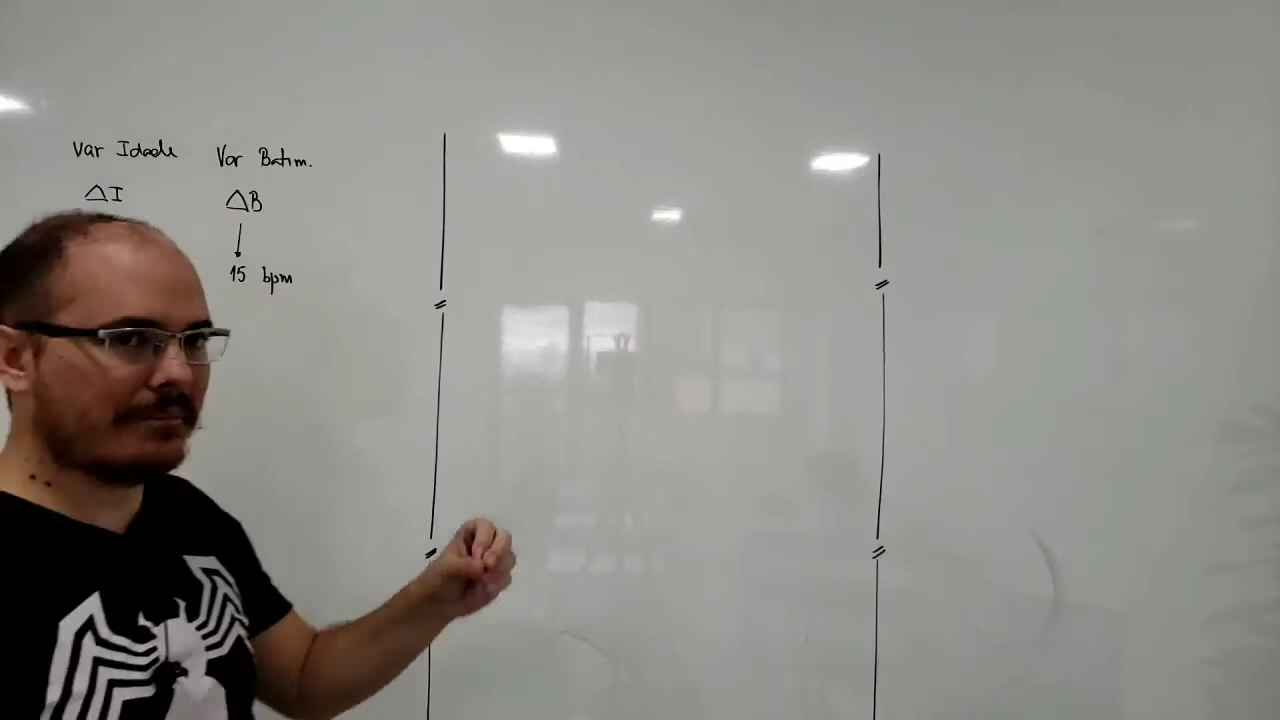 Var Idade Var Batim.
ΔI ΔB
↓
15 bpm